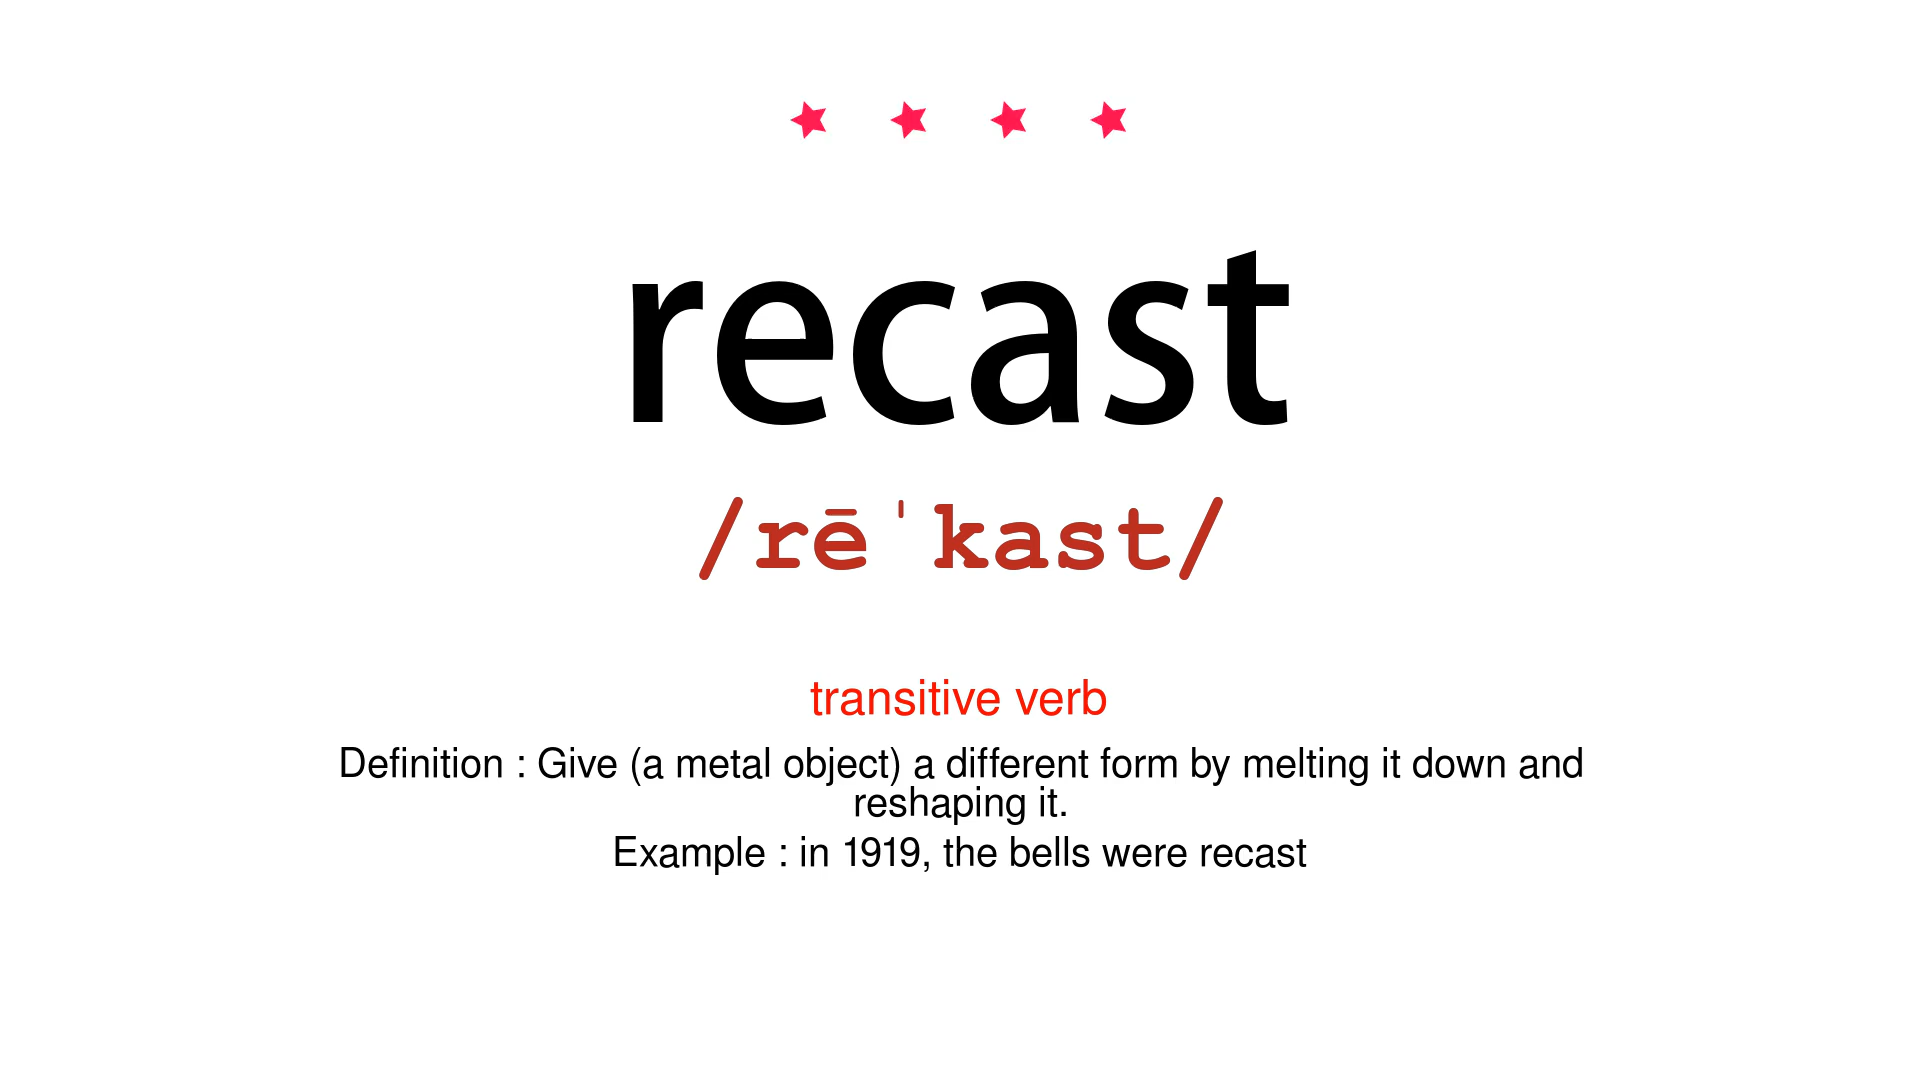 recast
/rēˈkast/
transitive verb
Definition : Give (a metal object) a different form by melting it down and
reshaping it.
Example : in 1919, the bells were recast